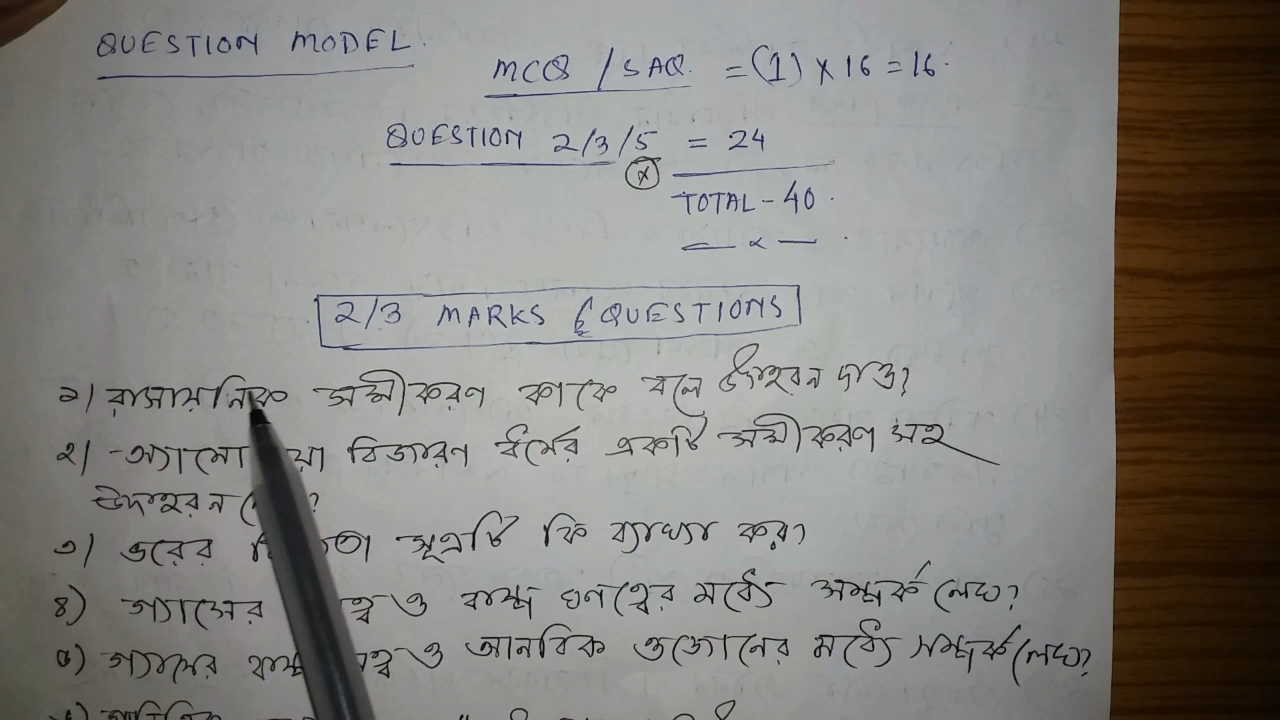 QUESTION MODEL.
MCQ / SAQ. = (1) × 16 = 16.
QUESTION 2/3/5 = 24
TOTAL - 40.
2/3 MARKS QUESTIONS
১) রাসায়নিক সমীকরণ কাকে বলে উদাহরন দাও?
২) বিজারণ ধর্মের একটি সমীকরণ সহ
উদাহরন
৩) ভরের সূত্রটি কি ব্যাখ্যা কর?
৪) গ্যাসের ও বাষ্প ঘনত্বের মধ্যে সম্পর্ক লেখ?
৫) গ্যাসের বাষ্প ও আনবিক ওজোনের মধ্যে সম্পর্ক লেখ?